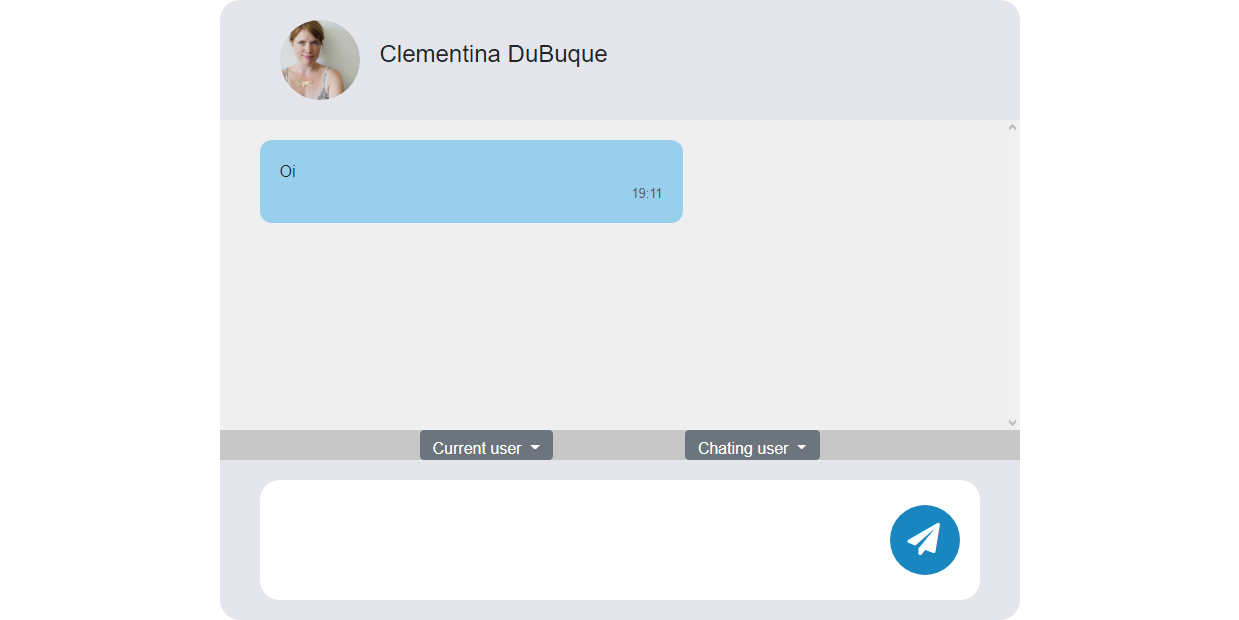 Clementina DuBuque
Oi
19:11
Current user
Chating user